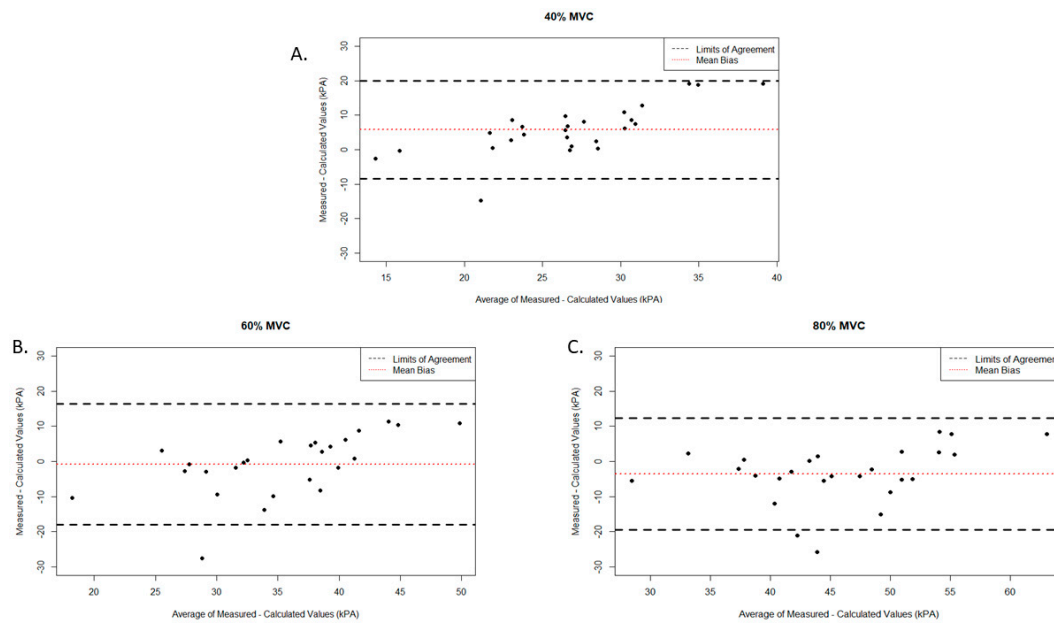 40% MVC
A.
Limits of Agreement
Mean Bias
Measured - Calculated Values (kPA)
30
20
10
0
-10
-20
-30
15 20 25 30 35 40
Average of Measured - Calculated Values (kPA)
60% MVC
B.
Limits of Agreement
Mean Bias
Measured - Calculated Values (kPA)
30
20
10
0
-10
-20
-30
20 25 30 35 40 45 50
Average of Measured - Calculated Values (kPA)
80% MVC
C.
Limits of Agreement
Mean Bias
Measured - Calculated Values (kPA)
30
20
10
0
-10
-20
-30
30 35 40 45 50 55 60
Average of Measured - Calculated Values (kPA)